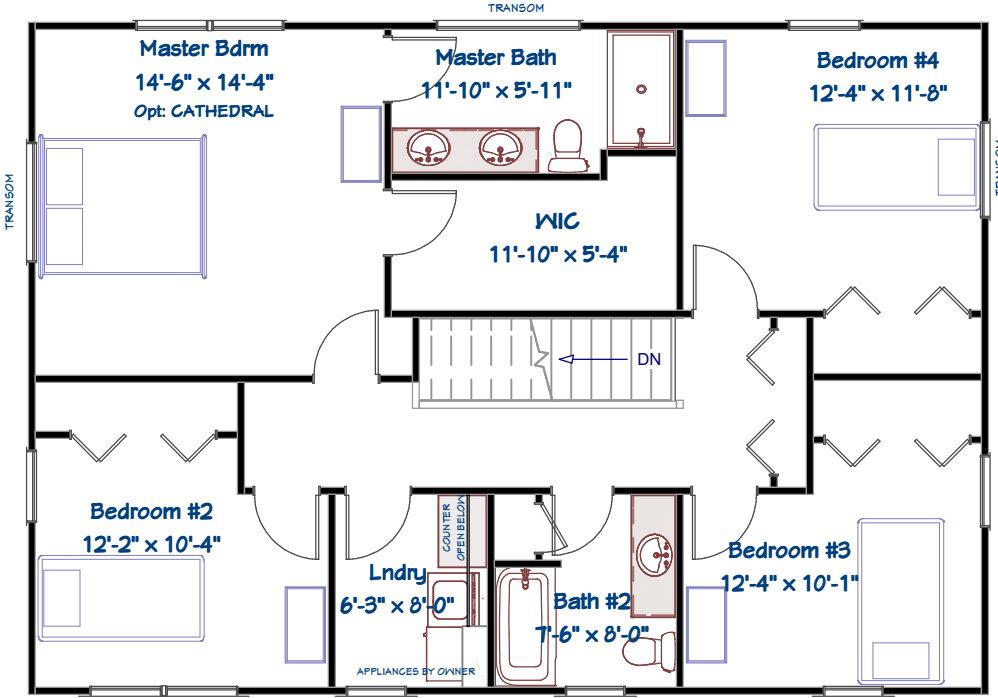 TRANSOM
Master Bdrm
14'-6" x 14'-4"
Opt: CATHEDRAL
Master Bath
11'-10" x 5'-11"
Bedroom #4
12'-4" x 11'-8"
TRANSOM
WIC
11'-10" x 5'-4"
DN
Bedroom #2
12'-2" x 10'-4"
COUNTER
OPEN BELOW
Lndry
6'-3" x 8'-0"
APPLIANCES BY OWNER
Bath #2
7'-6" x 8'-0"
Bedroom #3
12'-4" x 10'-1"